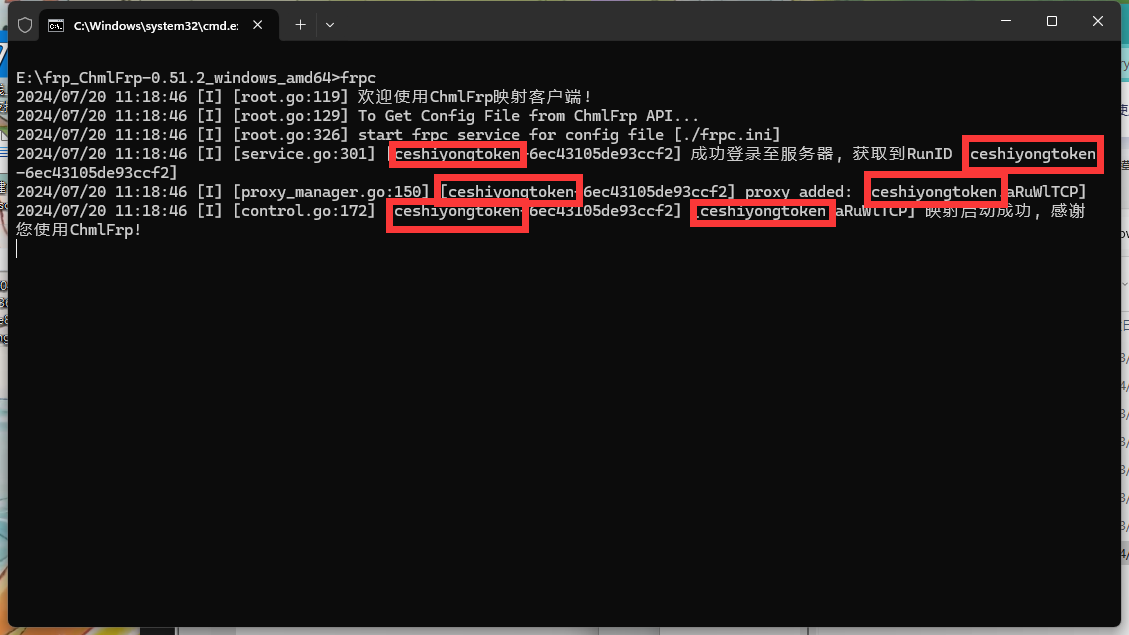 C:\Windows\system32\cmd.e
E:\frp_ChmlFrp-0.51.2_windows_amd64>frpc
2024/07/20 11:18:46 [I] [root.go:119] 欢迎使用ChmlFrp映射客户端!
2024/07/20 11:18:46 [I] [root.go:129] To Get Config File from ChmlFrp API...
2024/07/20 11:18:46 [I] [root.go:326] start frpc service for config file [./frpc.ini]
2024/07/20 11:18:46 [I] [service.go:301] [ceshiyongtoken-6ec43105de93ccf2] 成功登录至服务器, 获取到RunID [ceshiyongtoken
-6ec43105de93ccf2]
2024/07/20 11:18:46 [I] [proxy_manager.go:150] [ceshiyongtoken-6ec43105de93ccf2] proxy added: [ceshiyongtoken.aRuWlTCP]
2024/07/20 11:18:46 [I] [control.go:172] [ceshiyongtoken-6ec43105de93ccf2] [ceshiyongtoken.aRuWlTCP] 映射启动成功, 感谢
您使用ChmlFrp!